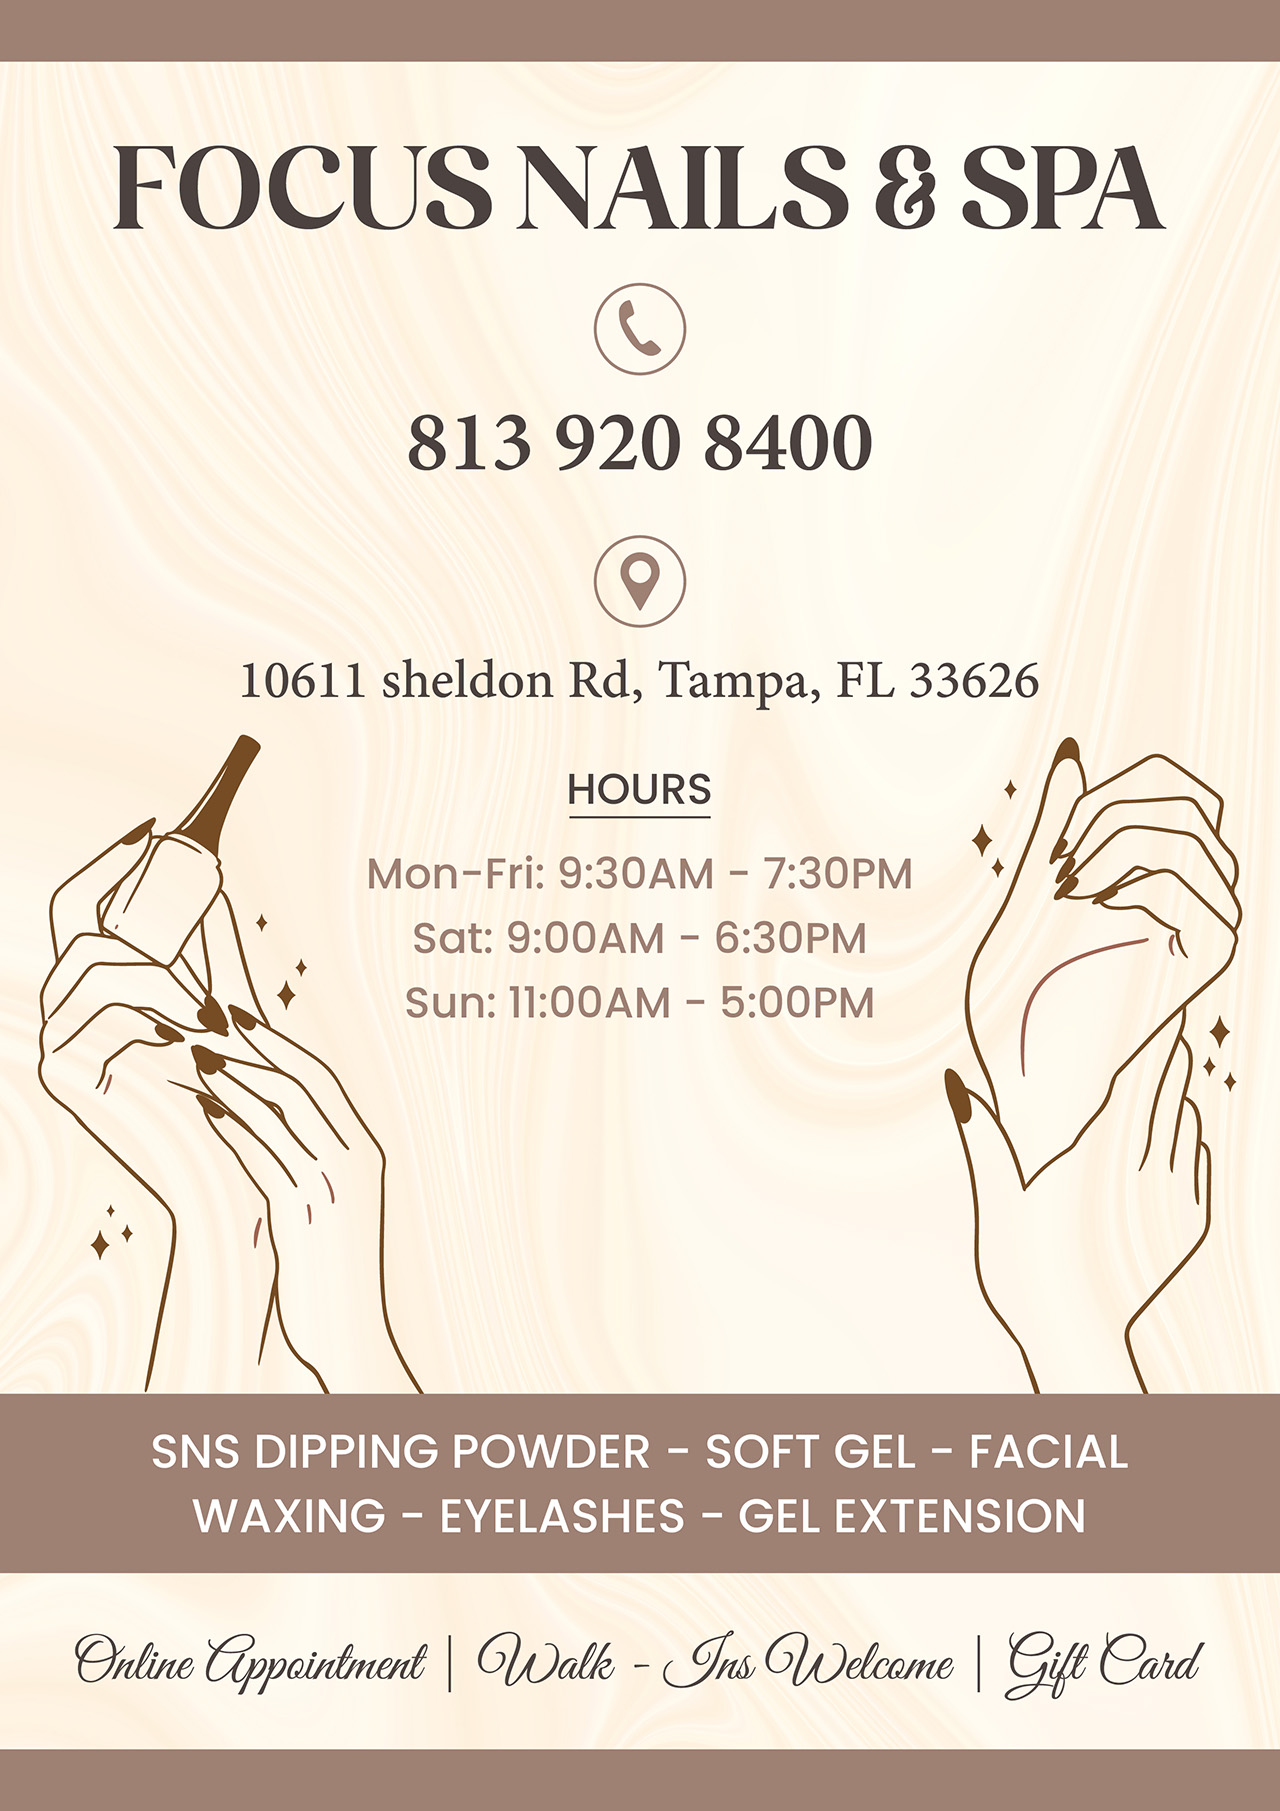 FOCUS NAILS & SPA
813 920 8400
10611 sheldon Rd, Tampa, FL 33626
HOURS
Mon-Fri: 9:30AM - 7:30PM
Sat: 9:00AM - 6:30PM
Sun: 11:00AM - 5:00PM
SNS DIPPING POWDER - SOFT GEL - FACIAL
WAXING - EYELASHES - GEL EXTENSION
Online Appointment | Walk - Ins Welcome | Gift Card